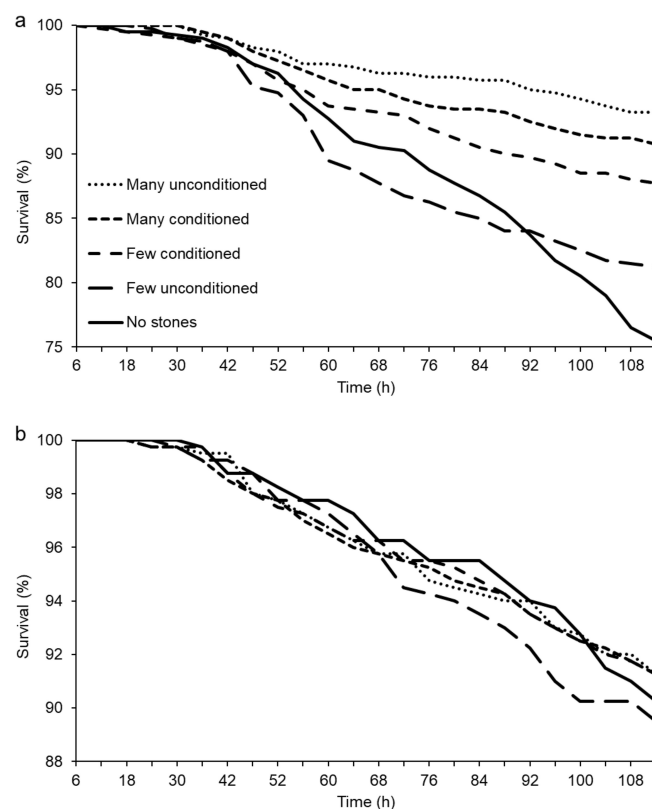 a
100
95
90
85
80
75
Survival (%)
Many unconditioned
Many conditioned
Few conditioned
Few unconditioned
No stones
6 18 30 42 52 60 68 76 84 92 100 108
Time (h)
b
100
98
96
94
92
90
88
Survival (%)
6 18 30 42 52 60 68 76 84 92 100 108
Time (h)